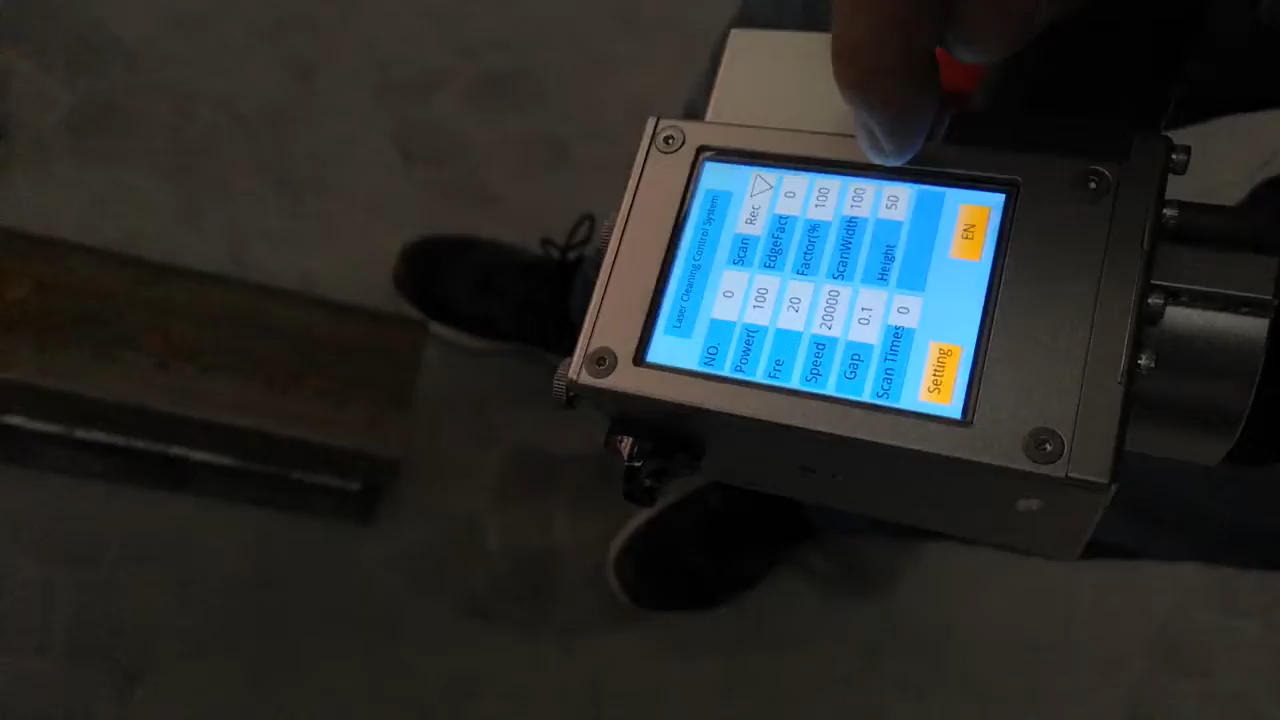 Laser Cleaning Control System
NO. 0 Scan Rec
Power( 100 EdgeFact 0
Fre 20 Factor(% 100
Speed 20000 ScanWidth 100
Gap 0.1 Height 50
Scan Times 0
Setting EN